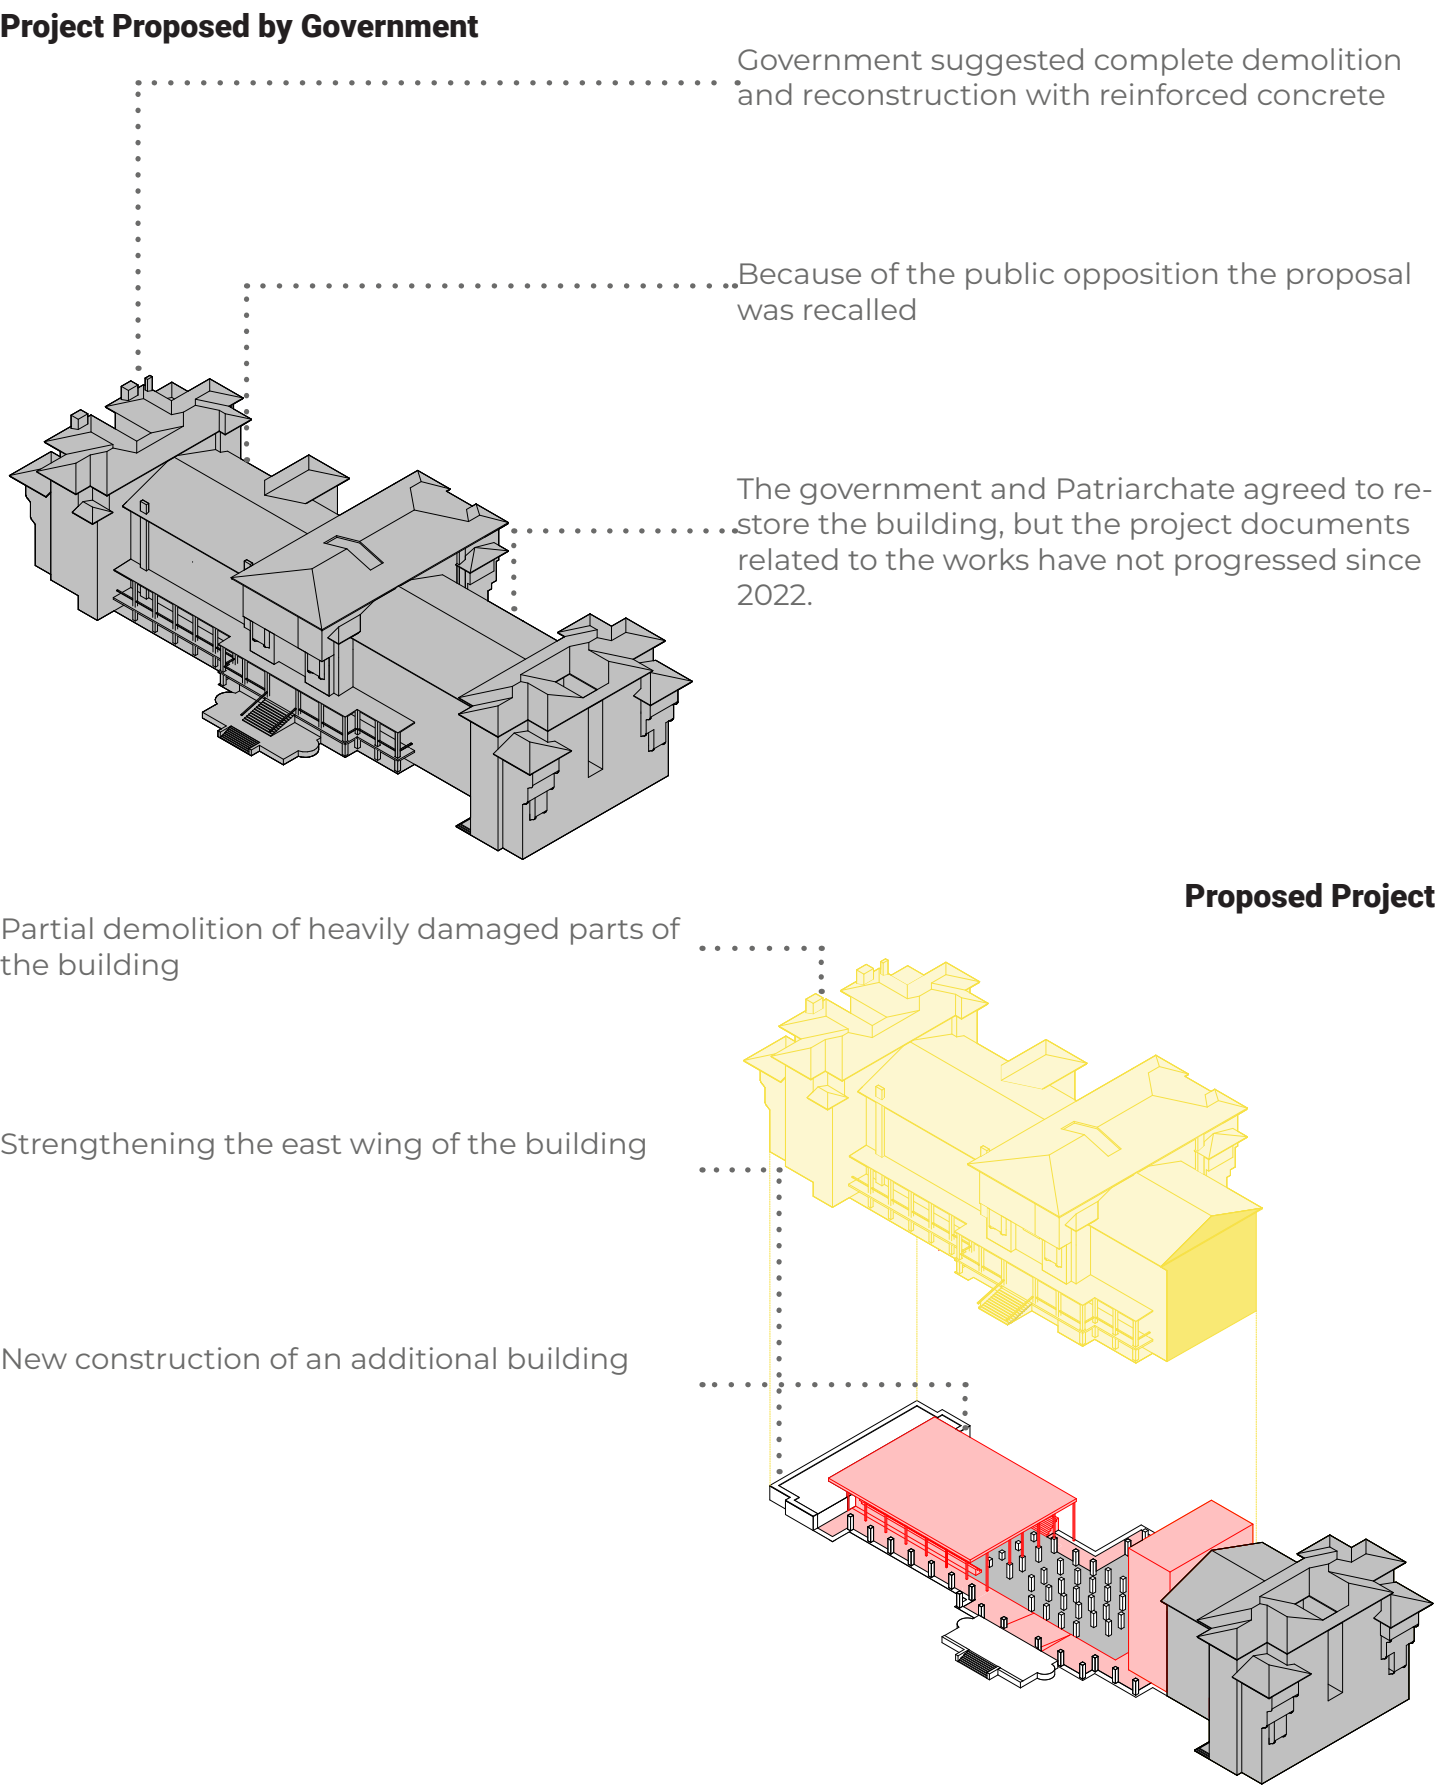 Project Proposed by Government
Government suggested complete demolition
and reconstruction with reinforced concrete
Because of the public opposition the proposal
was recalled
The government and Patriarchate agreed to re-
store the building, but the project documents
related to the works have not progressed since
2022.
Proposed Project
Partial demolition of heavily damaged parts of
the building
Strengthening the east wing of the building
New construction of an additional building